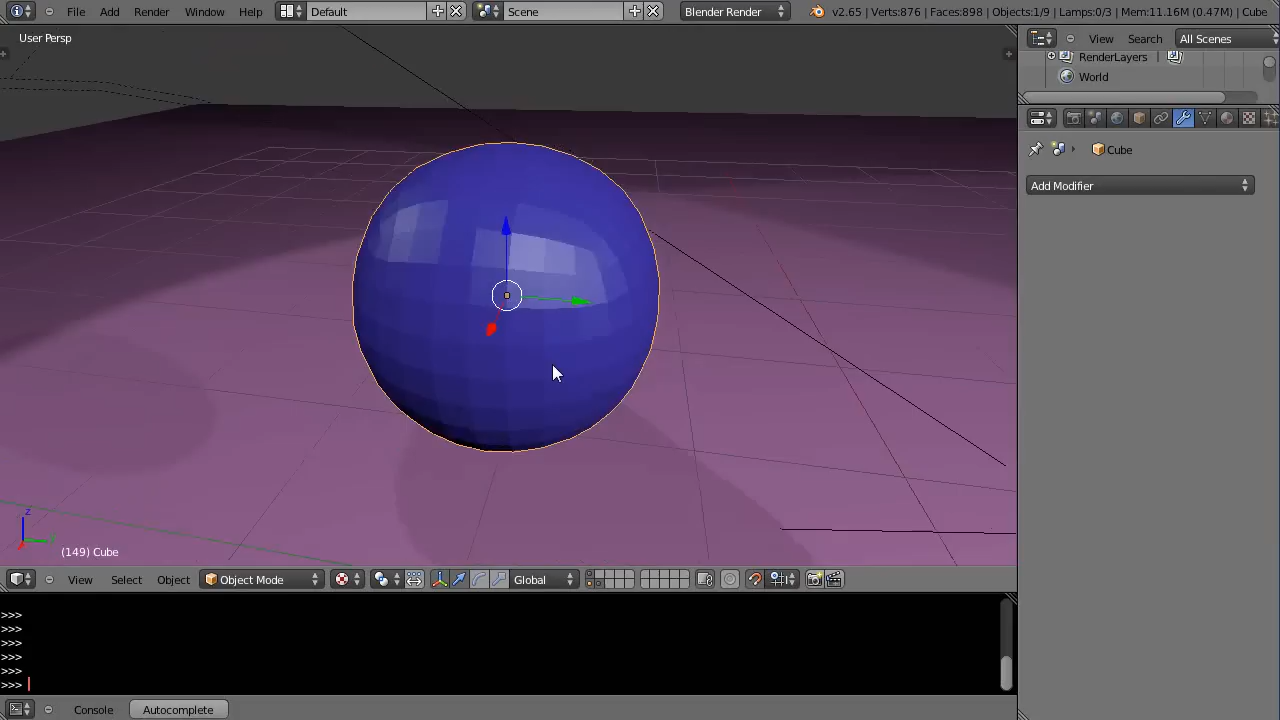 File Add Render Window Help Default Scene Blender Render v2.65 | Verts:876 | Faces:898 | Objects:1/9 | Lamps:0/3 | Mem:11.16M (0.47M) | Cube
User Persp
View Search All Scenes
RenderLayers
World
Cube
Add Modifier
z
(149) Cube
View Select Object Object Mode Global
>>>
>>>
>>>
>>>
>>>
>>>
Console Autocomplete